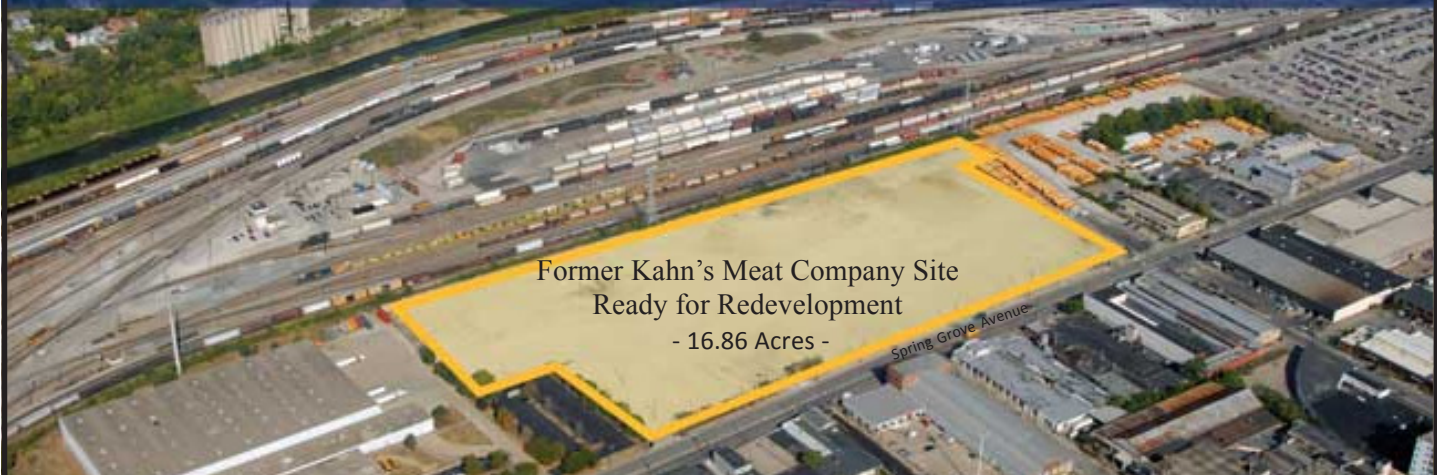 Former Kahn's Meat Company Site
Ready for Redevelopment
- 16.86 Acres -
Spring Grove Avenue